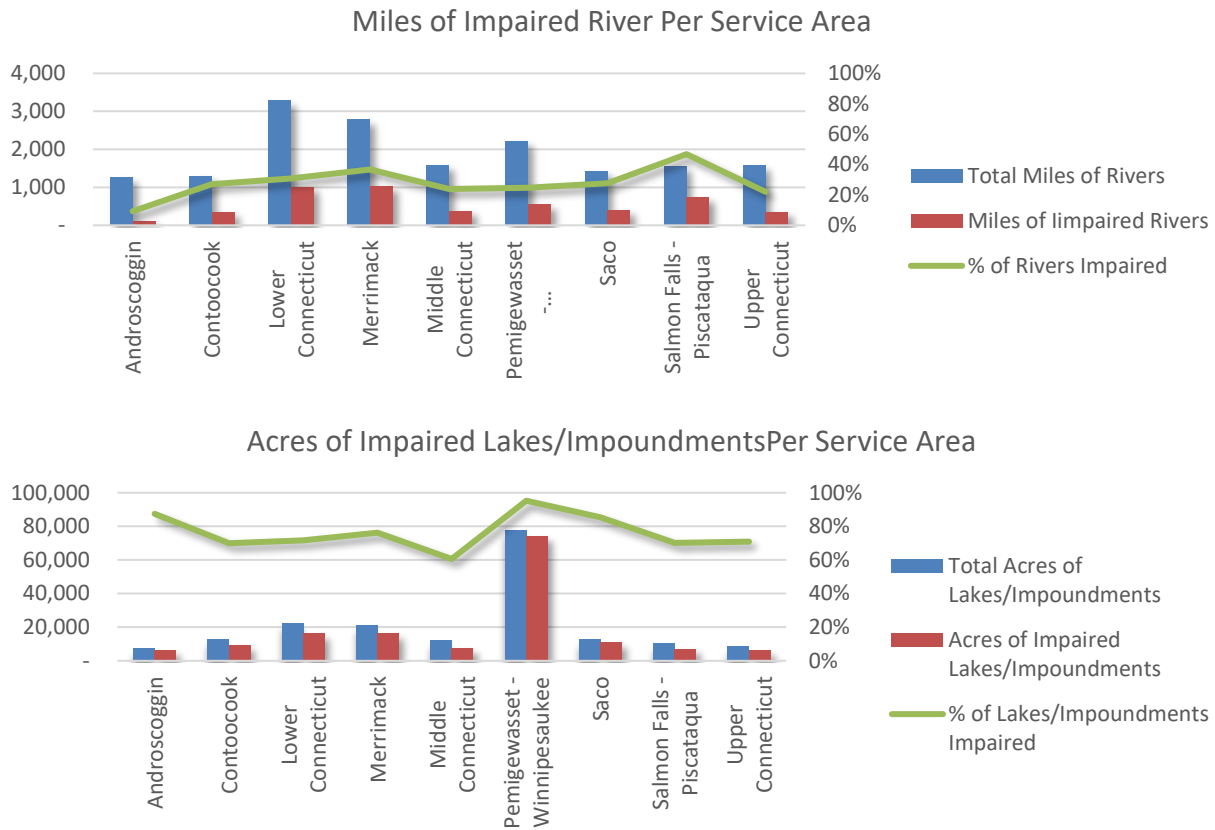 Miles of Impaired River Per Service Area
4,000
3,000
2,000
1,000
-
100%
80%
60%
40%
20%
0%
Androscoggin
Contoocook
Lower
Connecticut
Merrimack
Middle
Connecticut
Pemigewasset
-...
Saco
Salmon Falls -
Piscataqua
Upper
Connecticut
Total Miles of Rivers
Miles of Iimpaired Rivers
% of Rivers Impaired
Acres of Impaired Lakes/ImpoundmentsPer Service Area
100,000
80,000
60,000
40,000
20,000
-
100%
80%
60%
40%
20%
0%
Androscoggin
Contoocook
Lower
Connecticut
Merrimack
Middle
Connecticut
Pemigewasset -
Winnipesaukee
Saco
Salmon Falls -
Piscataqua
Upper
Connecticut
Total Acres of
Lakes/Impoundments
Acres of Impaired
Lakes/Impoundments
% of Lakes/Impoundments
Impaired